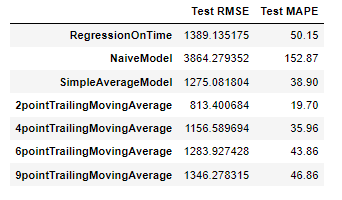 Test RMSE Test MAPE
RegressionOnTime 1389.135175 50.15
NaiveModel 3864.279352 152.87
SimpleAverageModel 1275.081804 38.90
2pointTrailingMovingAverage 813.400684 19.70
4pointTrailingMovingAverage 1156.589694 35.96
6pointTrailingMovingAverage 1283.927428 43.86
9pointTrailingMovingAverage 1346.278315 46.86